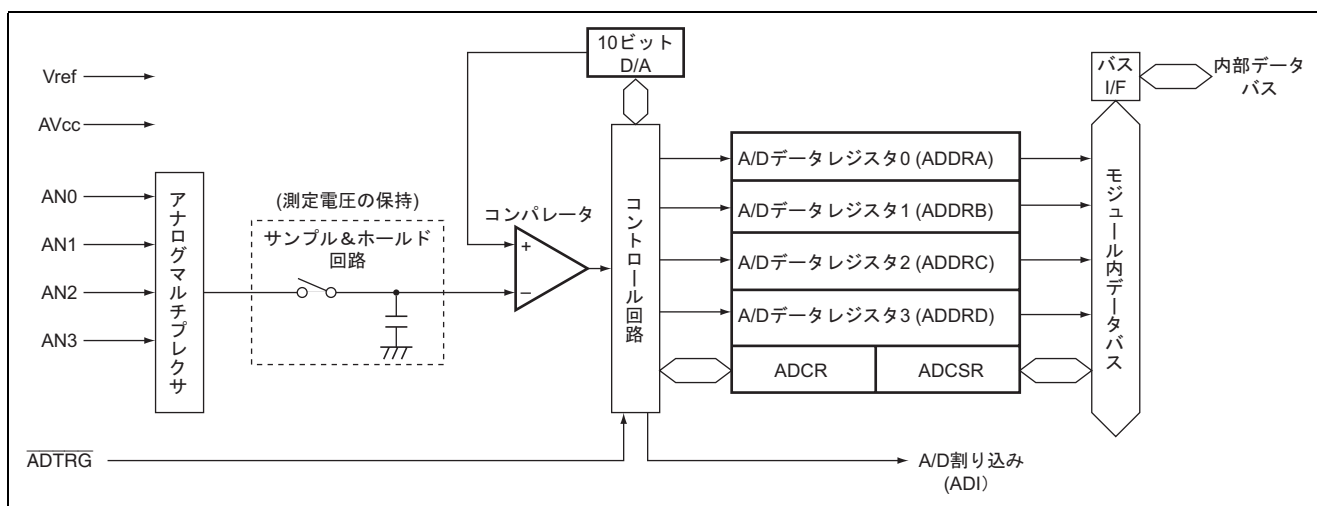 10ビット
D/A
バス
I/F
内部データ
バス
Vref
AVcc
AN0
AN1
AN2
AN3
アナログマルチプレクサ
(測定電圧の保持)
サンプル＆ホールド
回路
コンパレータ
+
−
コントロール回路
A/Dデータレジスタ0 (ADDRA)
A/Dデータレジスタ1 (ADDRB)
A/Dデータレジスタ2 (ADDRC)
A/Dデータレジスタ3 (ADDRD)
ADCR
ADCSR
モジュール内データバス
ADTRG
A/D割り込み
(ADI）